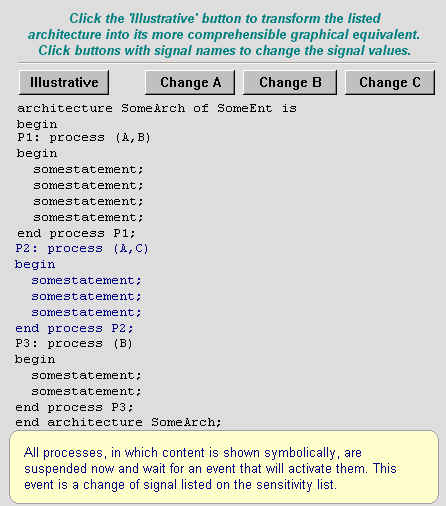 Click the 'Illustrative' button to transform the listed
architecture into its more comprehensible graphical equivalent.
Click buttons with signal names to change the signal values.
Illustrative Change A Change B Change C
architecture SomeArch of SomeEnt is
begin
P1: process (A,B)
begin
somestatement;
somestatement;
somestatement;
somestatement;
end process P1;
P2: process (A,C)
begin
somestatement;
somestatement;
somestatement;
end process P2;
P3: process (B)
begin
somestatement;
somestatement;
end process P3;
end architecture SomeArch;
All processes, in which content is shown symbolically, are
suspended now and wait for an event that will activate them. This
event is a change of signal listed on the sensitivity list.